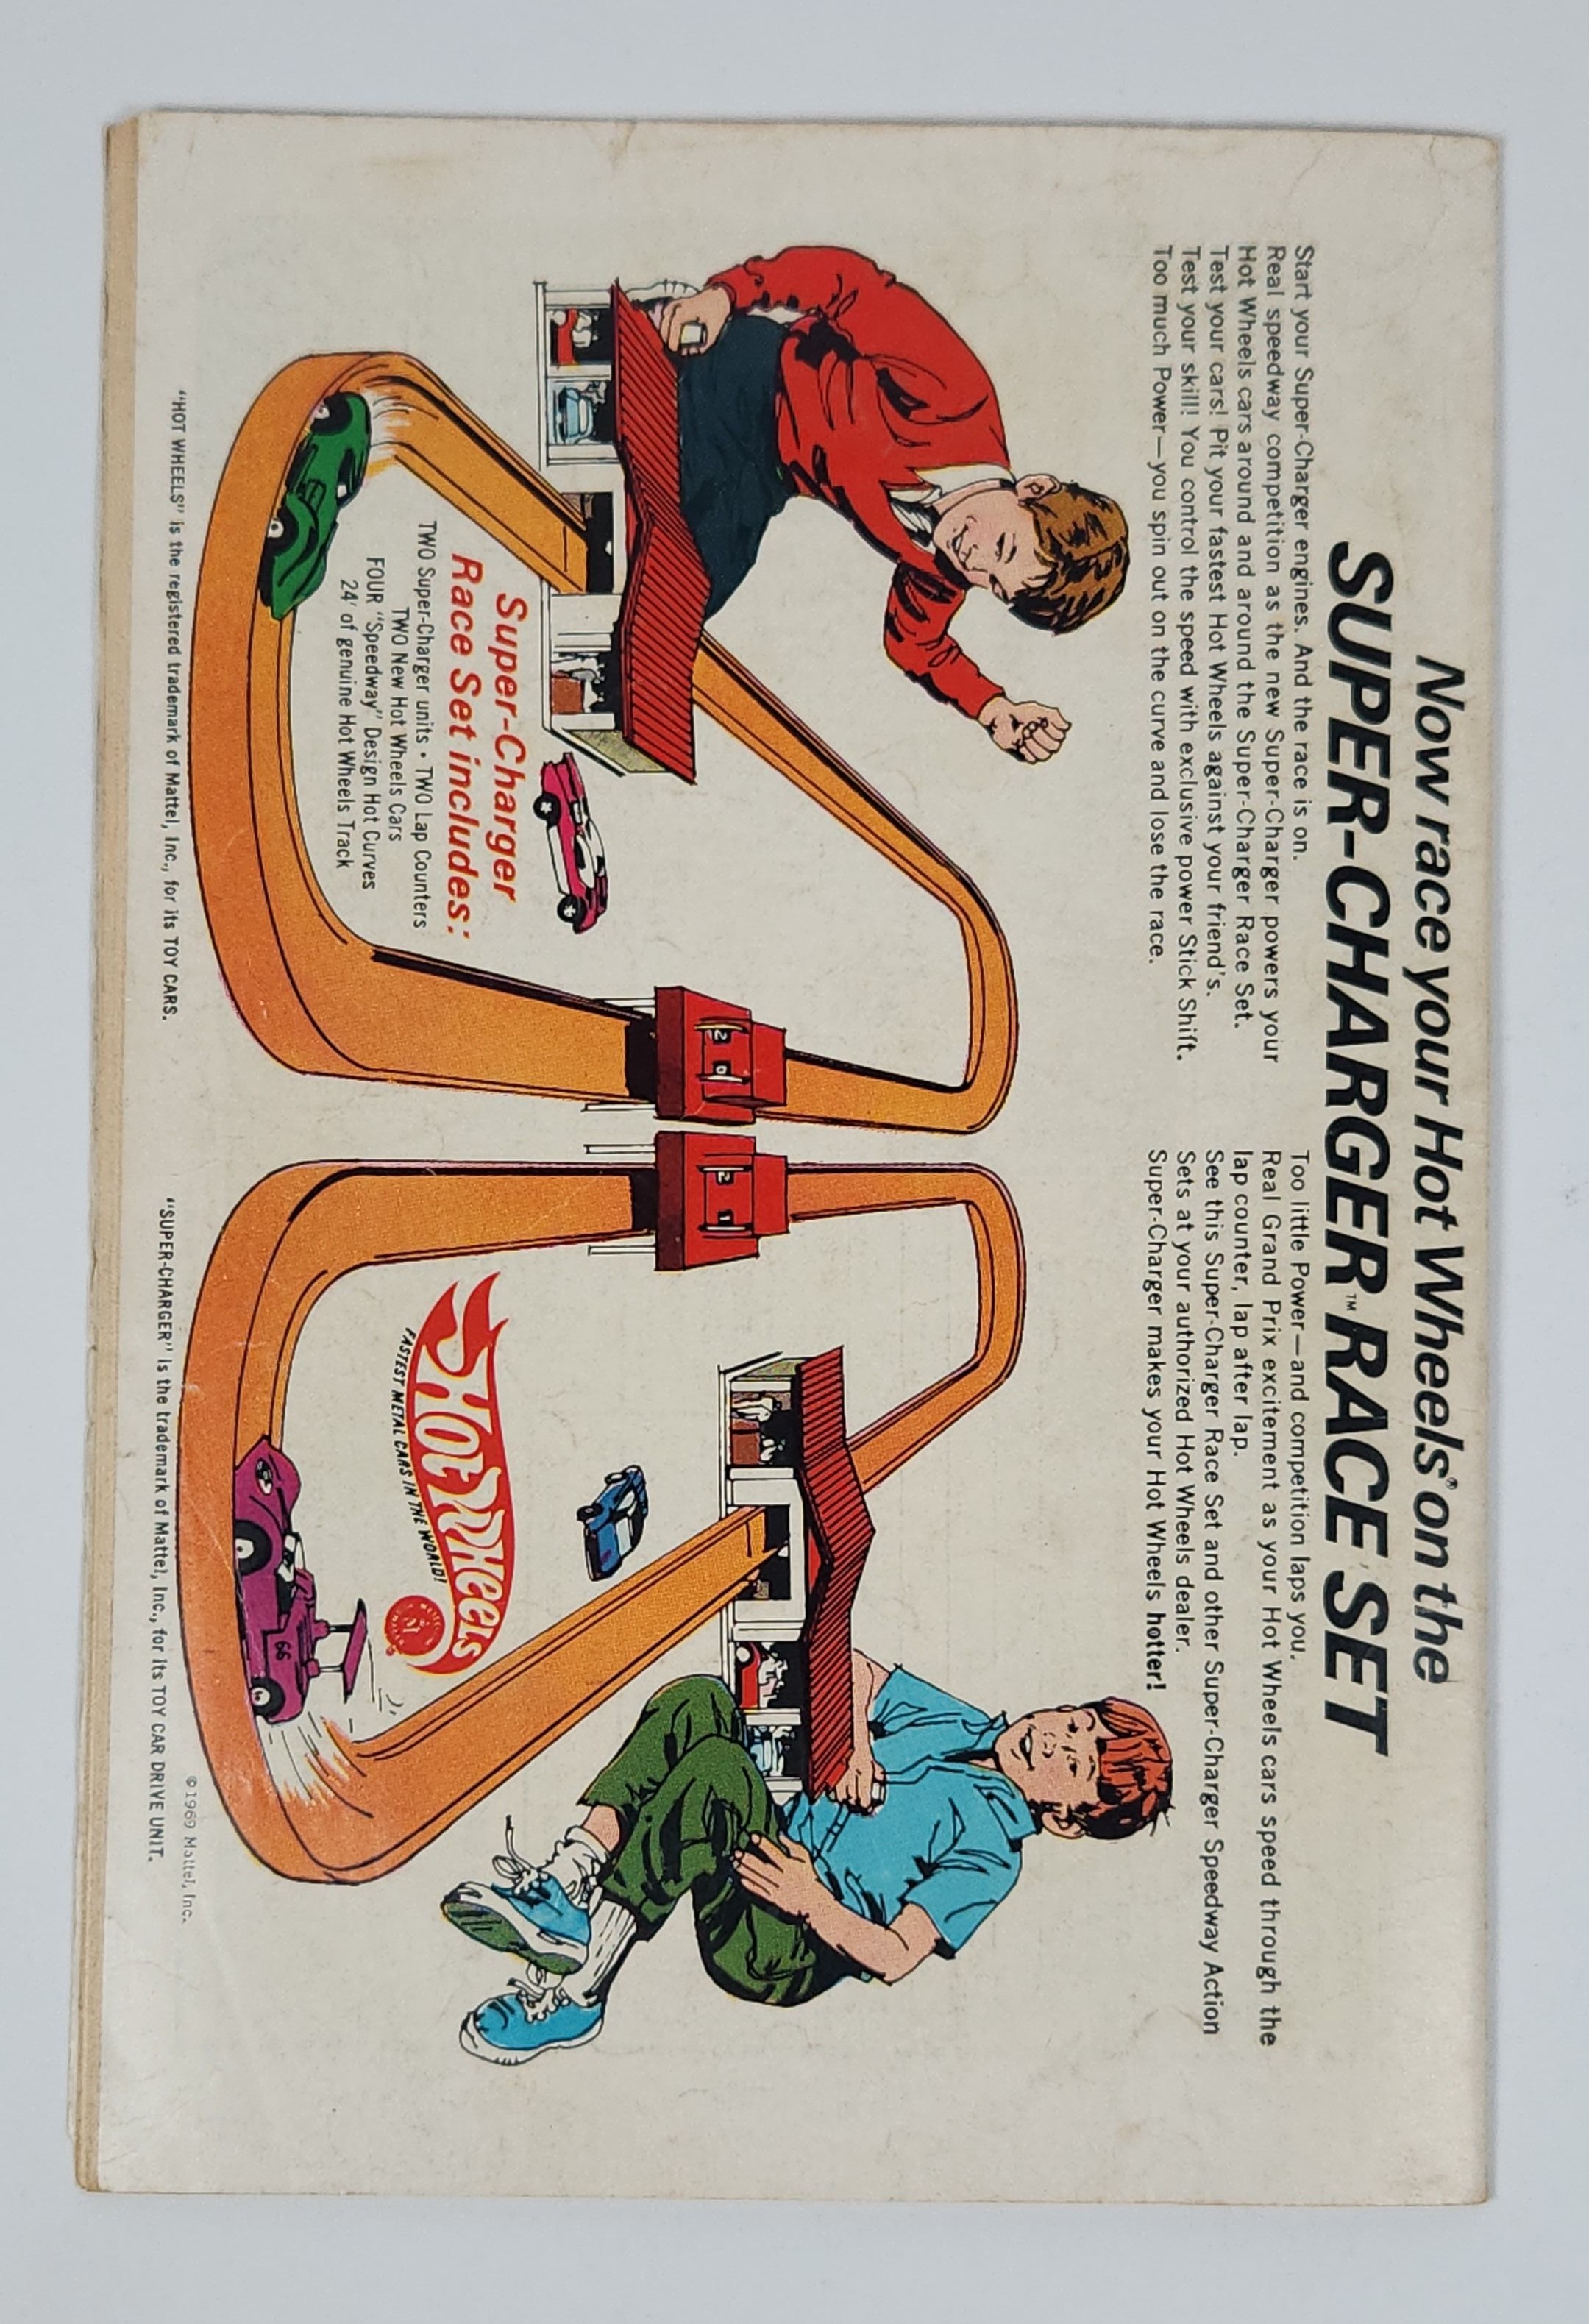 Now race your Hot Wheels® on the
SUPER-CHARGER™ RACE SET
Start your Super-Charger engines. And the race is on.
Real speedway competition as the new Super-Charger powers your
Hot Wheels cars around and around the Super-Charger Race Set.
Test your cars! Pit your fastest Hot Wheels against your friend's.
Test your skill! You control the speed with exclusive power Stick Shift.
Too much Power—you spin out on the curve and lose the race.
Too little Power—and competition laps you.
Real Grand Prix excitement as your Hot Wheels cars speed through the
lap counter, lap after lap.
See this Super-Charger Race Set and other Super-Charger Speedway Action
Sets at your authorized Hot Wheels dealer.
Super-Charger makes your Hot Wheels hotter!
2 0
2 1
Super-Charger
Race Set includes:
TWO Super-Charger units • TWO Lap Counters
TWO New Hot Wheels Cars
FOUR "Speedway" Design Hot Curves
24' of genuine Hot Wheels Track
HOT WHEELS
FASTEST METAL CARS IN THE WORLD!
66
©1969 Mattel, Inc.
"HOT WHEELS" is the registered trademark of Mattel, Inc., for its TOY CARS.
"SUPER-CHARGER" is the trademark of Mattel, Inc., for its TOY CAR DRIVE UNIT.